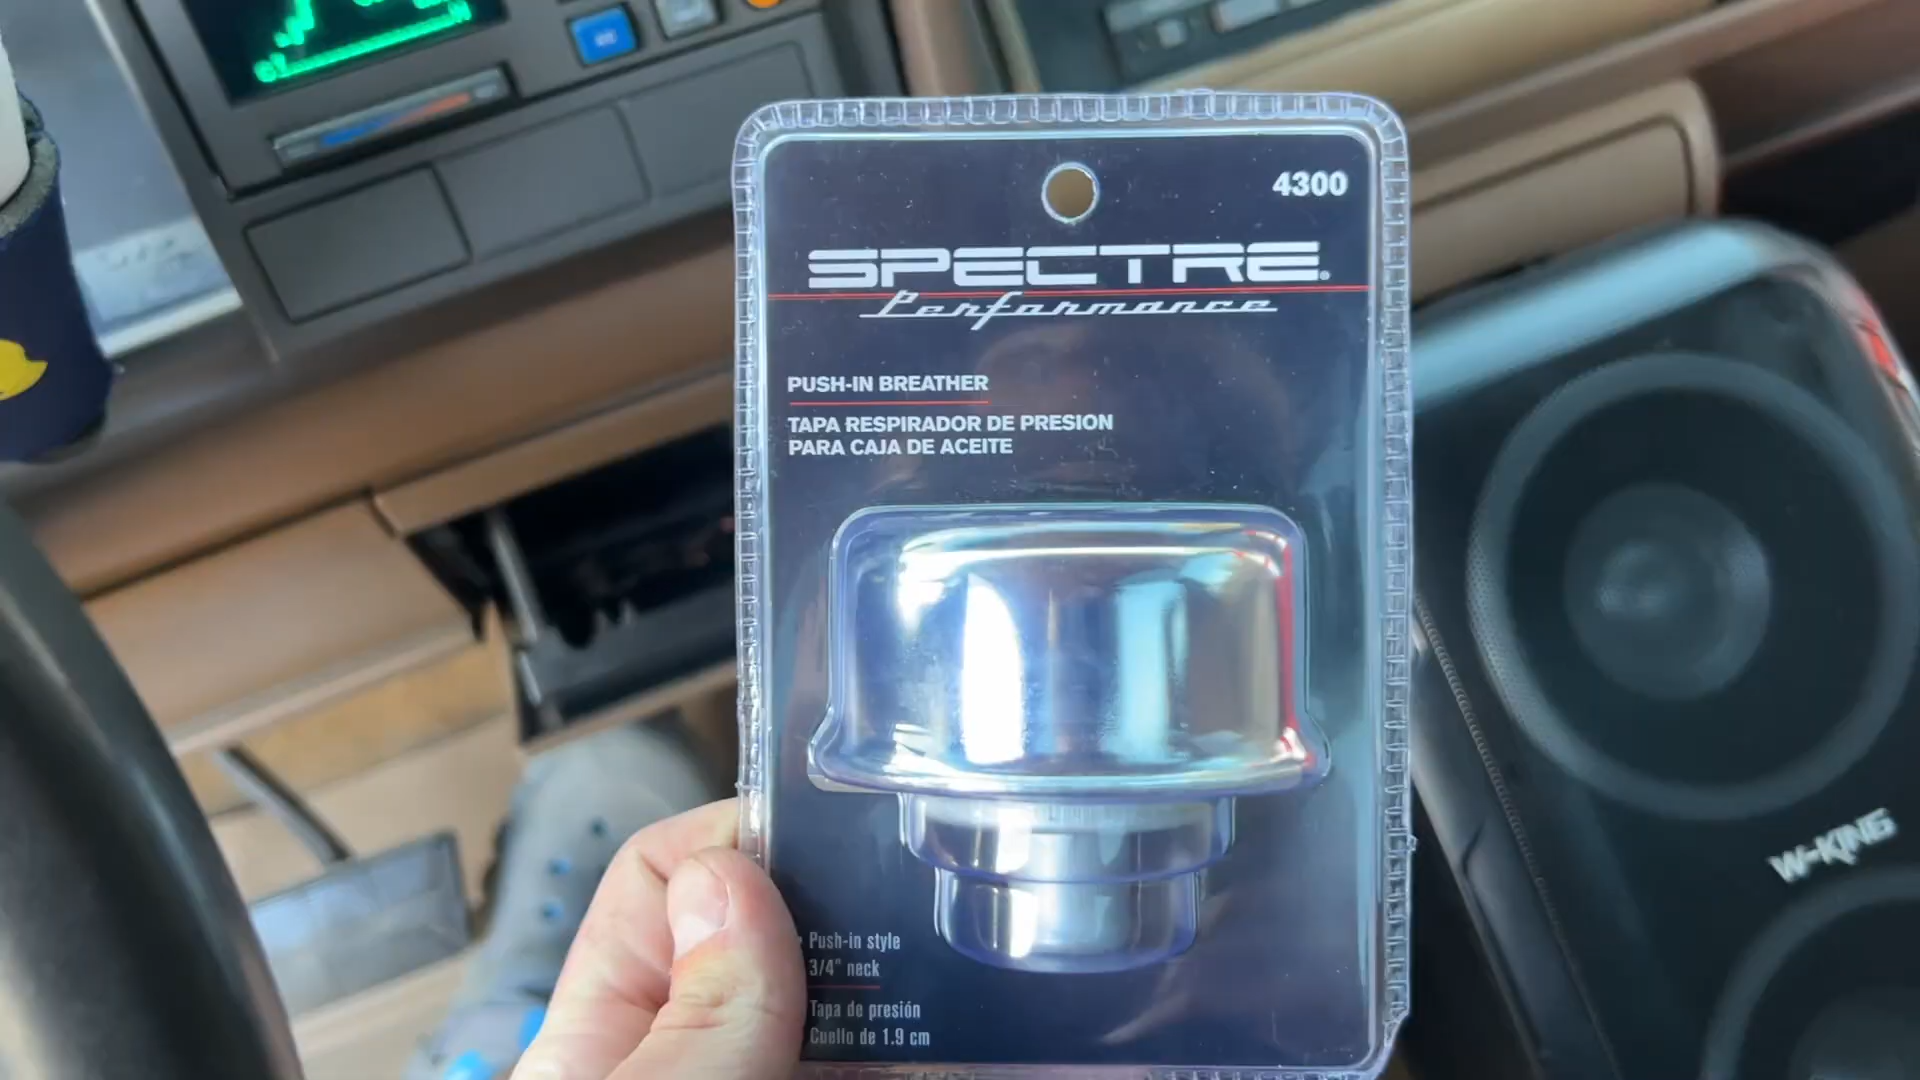 4300
SPECTRE®
Performance
PUSH-IN BREATHER
TAPA RESPIRADOR DE PRESION
PARA CAJA DE ACEITE
Push-in style
3/4" neck
Tapa de presión
Cuello de 1.9 cm
W-KING